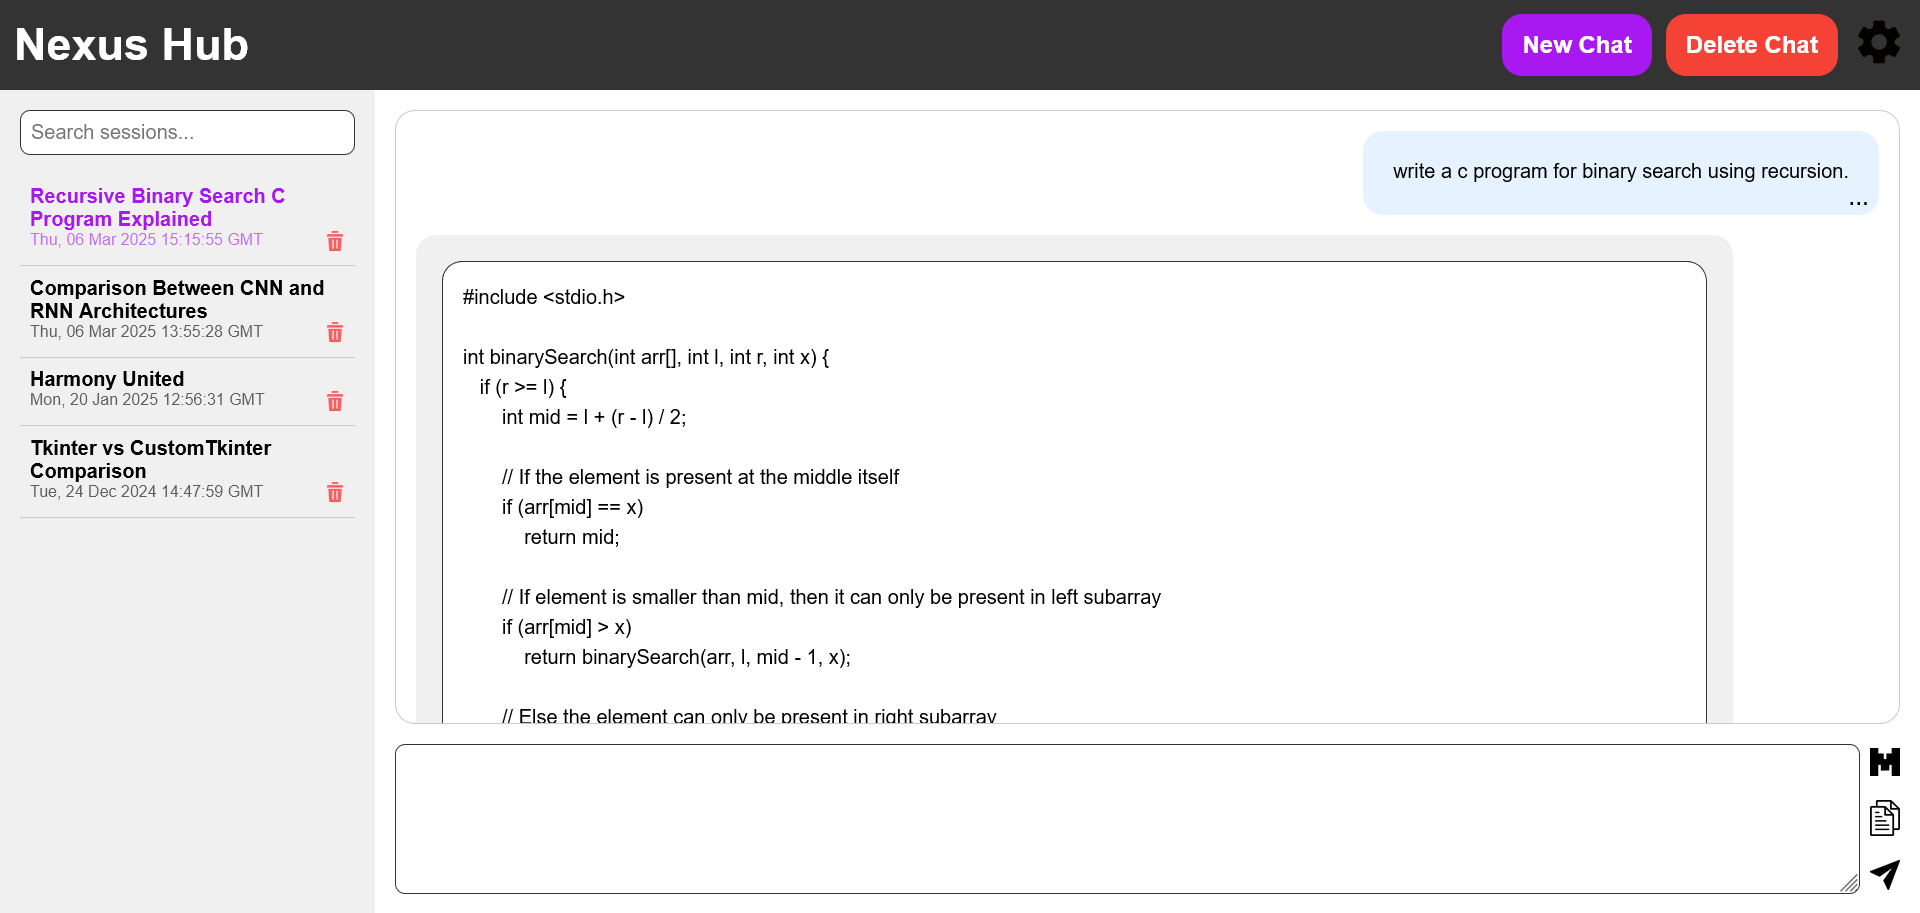 Nexus Hub
New Chat
Delete Chat
Search sessions...
Recursive Binary Search C
Program Explained
Thu, 06 Mar 2025 15:15:55 GMT
Comparison Between CNN and
RNN Architectures
Thu, 06 Mar 2025 13:55:28 GMT
Harmony United
Mon, 20 Jan 2025 12:56:31 GMT
Tkinter vs CustomTkinter
Comparison
Tue, 24 Dec 2024 14:47:59 GMT
write a c program for binary search using recursion.
...
#include <stdio.h>
int binarySearch(int arr[], int l, int r, int x) {
if (r >= l) {
int mid = l + (r - l) / 2;
// If the element is present at the middle itself
if (arr[mid] == x)
return mid;
// If element is smaller than mid, then it can only be present in left subarray
if (arr[mid] > x)
return binarySearch(arr, l, mid - 1, x);
// Else the element can only be present in right subarray